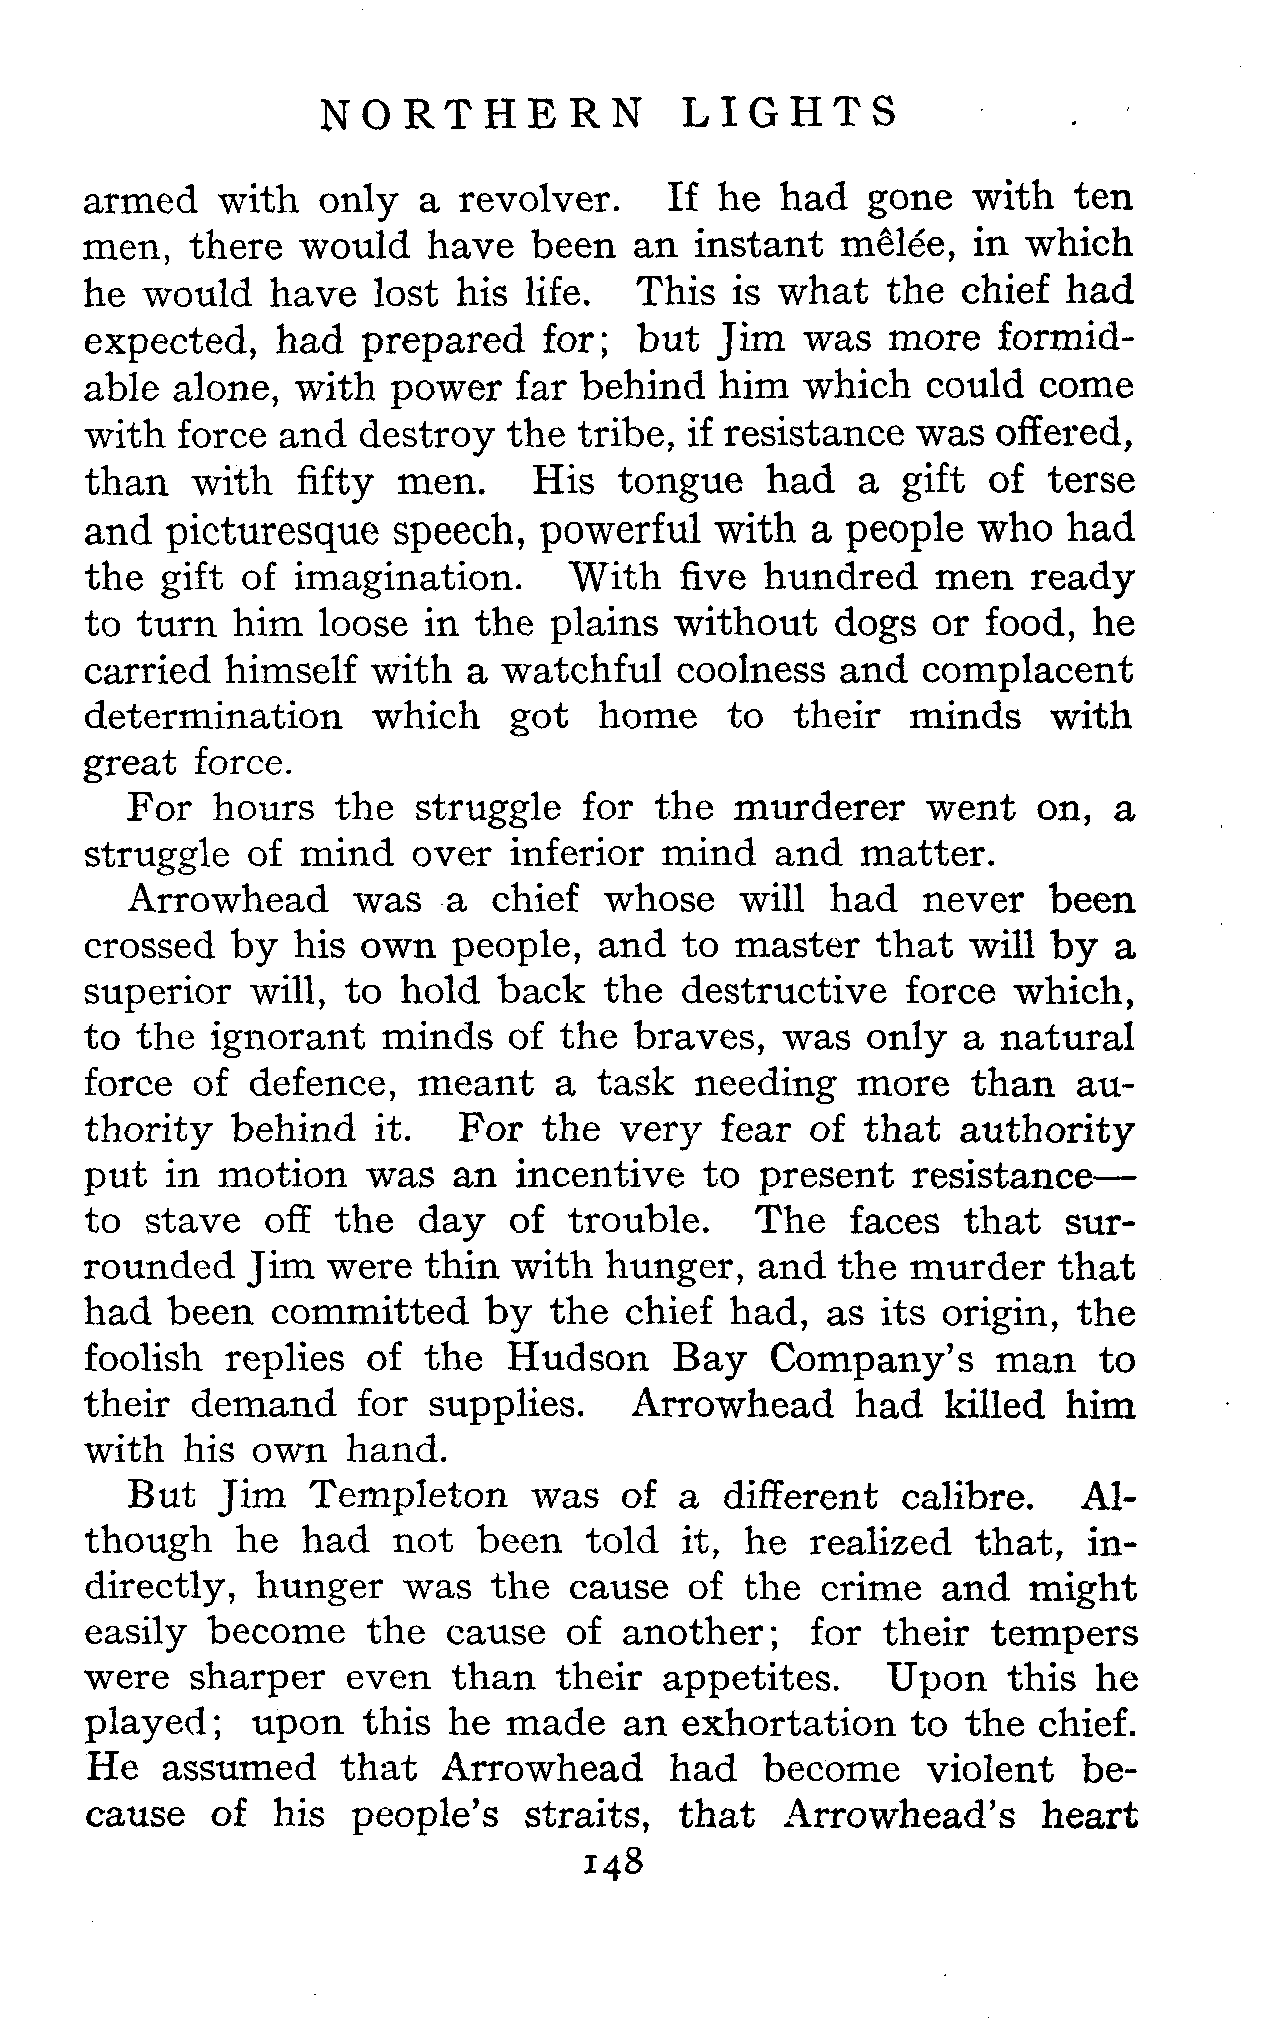 NORTHERN LIGHTS
armed with only a revolver. If he had gone with ten
men, there would have been an instant mêlée, in which
he would have lost his life. This is what the chief had
expected, had prepared for; but Jim was more formid-
able alone, with power far behind him which could come
with force and destroy the tribe, if resistance was offered,
than with fifty men. His tongue had a gift of terse
and picturesque speech, powerful with a people who had
the gift of imagination. With five hundred men ready
to turn him loose in the plains without dogs or food, he
carried himself with a watchful coolness and complacent
determination which got home to their minds with
great force.
For hours the struggle for the murderer went on, a
struggle of mind over inferior mind and matter.
Arrowhead was a chief whose will had never been
crossed by his own people, and to master that will by a
superior will, to hold back the destructive force which,
to the ignorant minds of the braves, was only a natural
force of defence, meant a task needing more than au-
thority behind it. For the very fear of that authority
put in motion was an incentive to present resistance—
to stave off the day of trouble. The faces that sur-
rounded Jim were thin with hunger, and the murder that
had been committed by the chief had, as its origin, the
foolish replies of the Hudson Bay Company's man to
their demand for supplies. Arrowhead had killed him
with his own hand.
But Jim Templeton was of a different calibre. Al-
though he had not been told it, he realized that, in-
directly, hunger was the cause of the crime and might
easily become the cause of another; for their tempers
were sharper even than their appetites. Upon this he
played; upon this he made an exhortation to the chief.
He assumed that Arrowhead had become violent be-
cause of his people's straits, that Arrowhead's heart
148